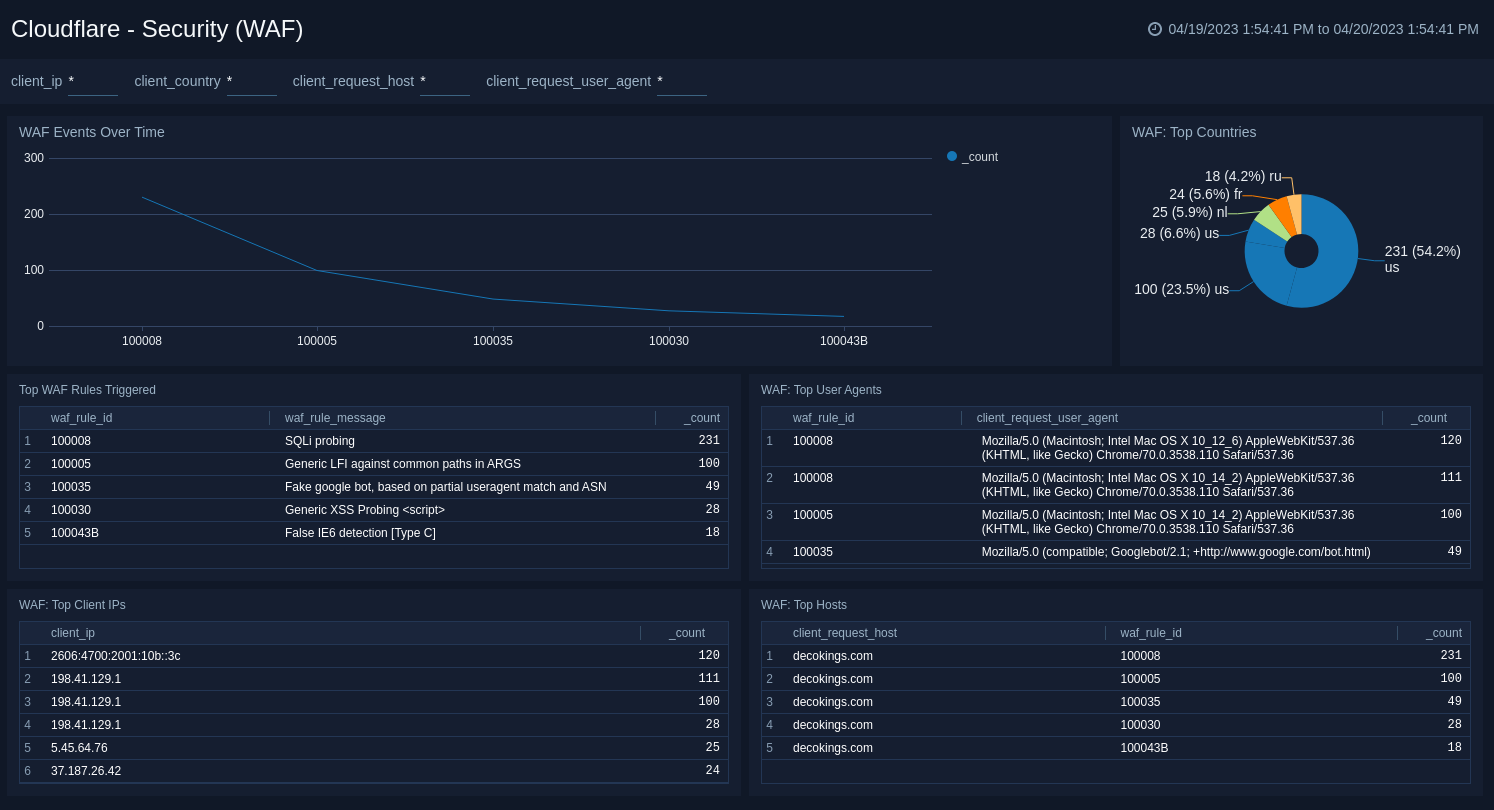 Cloudflare - Security (WAF)
04/19/2023 1:54:41 PM to 04/20/2023 1:54:41 PM
client_ip * client_country * client_request_host * client_request_user_agent *
WAF Events Over Time
300
200
100
0
100008 100005 100035 100030 100043B
_count
WAF: Top Countries
18 (4.2%) ru
24 (5.6%) fr
25 (5.9%) nl
28 (6.6%) us
100 (23.5%) us
231 (54.2%)
us
Top WAF Rules Triggered
waf_rule_id waf_rule_message _count
1 100008 SQLi probing 231
2 100005 Generic LFI against common paths in ARGS 100
3 100035 Fake google bot, based on partial useragent match and ASN 49
4 100030 Generic XSS Probing <script> 28
5 100043B False IE6 detection [Type C] 18
WAF: Top User Agents
waf_rule_id client_request_user_agent _count
1 100008 Mozilla/5.0 (Macintosh; Intel Mac OS X 10_12_6) AppleWebKit/537.36 120
(KHTML, like Gecko) Chrome/70.0.3538.110 Safari/537.36
2 100008 Mozilla/5.0 (Macintosh; Intel Mac OS X 10_14_2) AppleWebKit/537.36 111
(KHTML, like Gecko) Chrome/70.0.3538.110 Safari/537.36
3 100005 Mozilla/5.0 (Macintosh; Intel Mac OS X 10_14_2) AppleWebKit/537.36 100
(KHTML, like Gecko) Chrome/70.0.3538.110 Safari/537.36
4 100035 Mozilla/5.0 (compatible; Googlebot/2.1; +http://www.google.com/bot.html) 49
WAF: Top Client IPs
client_ip _count
1 2606:4700:2001:10b::3c 120
2 198.41.129.1 111
3 198.41.129.1 100
4 198.41.129.1 28
5 5.45.64.76 25
6 37.187.26.42 24
WAF: Top Hosts
client_request_host waf_rule_id _count
1 decokings.com 100008 231
2 decokings.com 100005 100
3 decokings.com 100035 49
4 decokings.com 100030 28
5 decokings.com 100043B 18